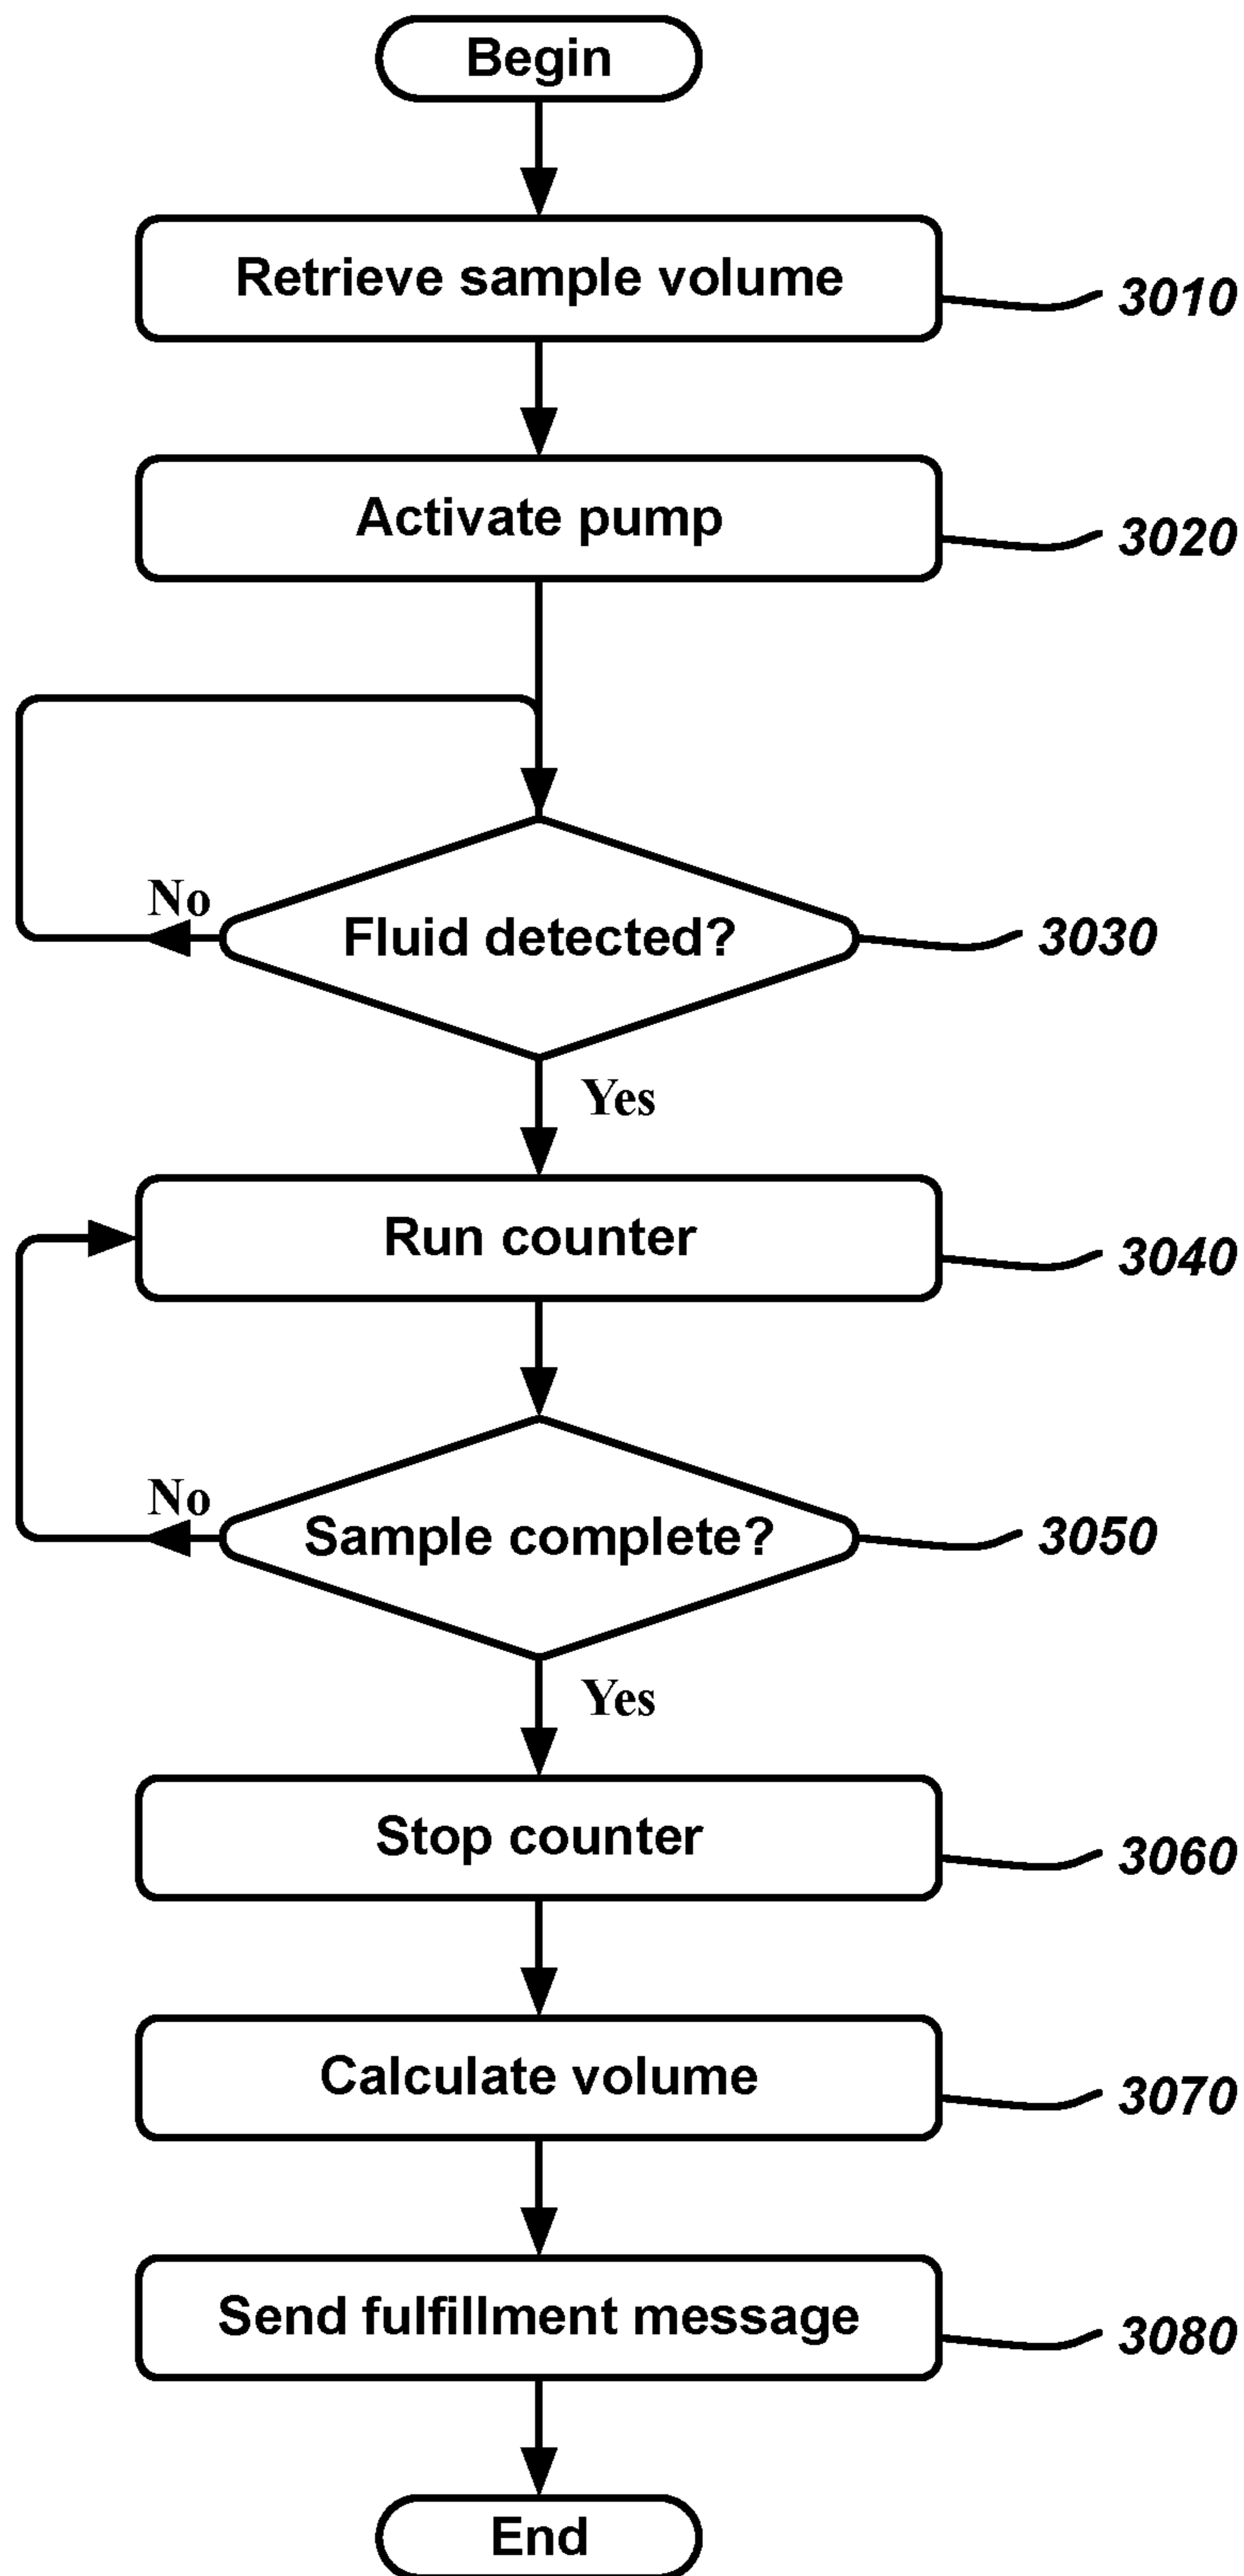 Begin
Retrieve sample volume
3010
Activate pump
3020
No
Fluid detected?
3030
Yes
Run counter
3040
No
Sample complete?
3050
Yes
Stop counter
3060
Calculate volume
3070
Send fulfillment message
3080
End